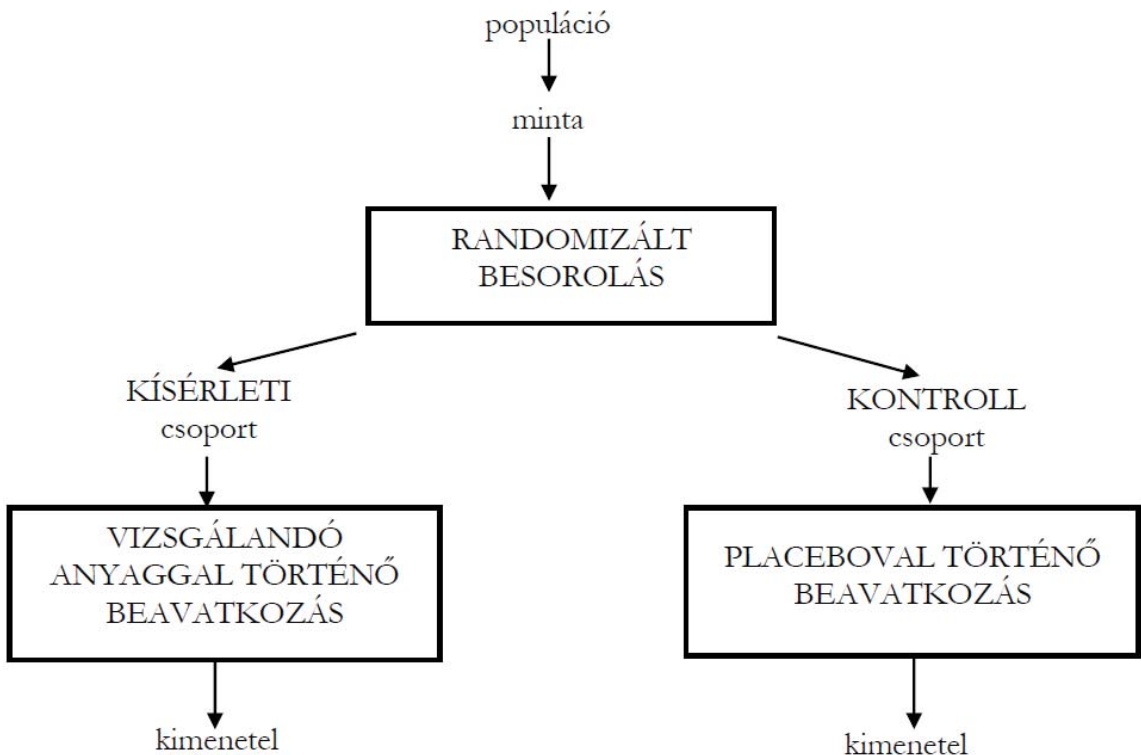 populáció
minta
RANDOMIZÁLT
BESOROLÁS
KÍSÉRLETI
csoport
KONTROLL
csoport
VIZSGÁLANDÓ
ANYAGGAL TÖRTÉNŐ
BEAVATKOZÁS
PLACEBOVAL TÖRTÉNŐ
BEAVATKOZÁS
kimenetel
kimenetel